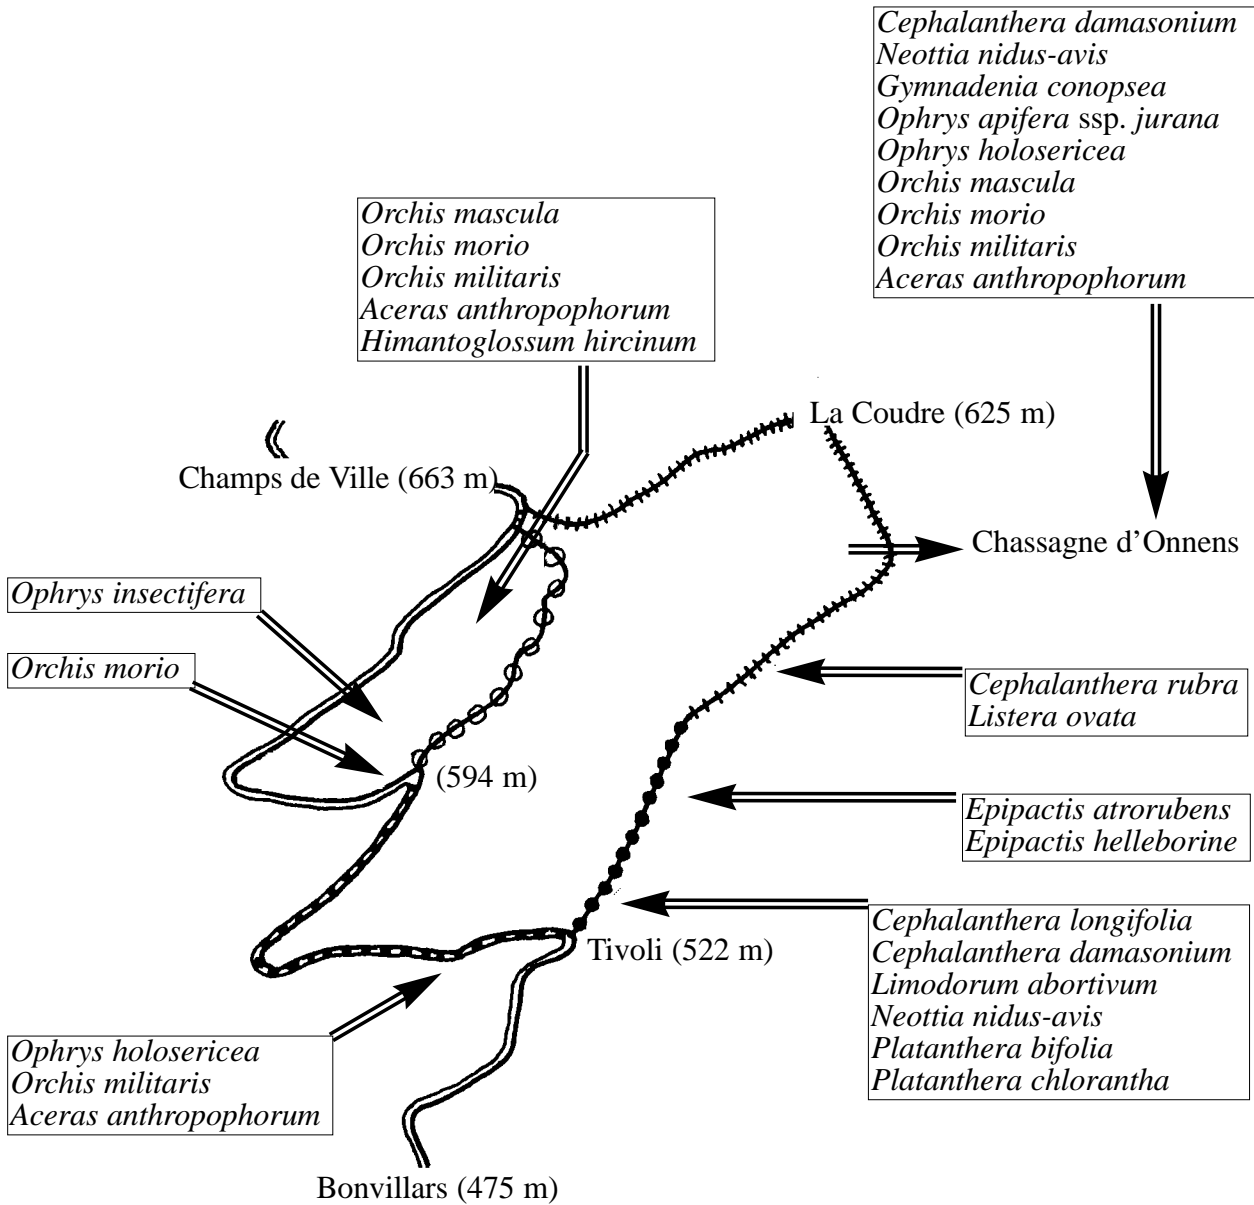 Cephalanthera damasonium
Neottia nidus-avis
Gymnadenia conopsea
Ophrys apifera ssp. jurana
Ophrys holosericea
Orchis mascula
Orchis morio
Orchis militaris
Aceras anthropophorum
Orchis mascula
Orchis morio
Orchis militaris
Aceras anthropophorum
Himantoglossum hircinum
La Coudre (625 m)
Champs de Ville (663 m)
Chassagne d’Onnens
Ophrys insectifera
Orchis morio
Cephalanthera rubra
Listera ovata
(594 m)
Epipactis atrorubens
Epipactis helleborine
Cephalanthera longifolia
Cephalanthera damasonium
Limodorum abortivum
Neottia nidus-avis
Platanthera bifolia
Platanthera chlorantha
Tivoli (522 m)
Ophrys holosericea
Orchis militaris
Aceras anthropophorum
Bonvillars (475 m)